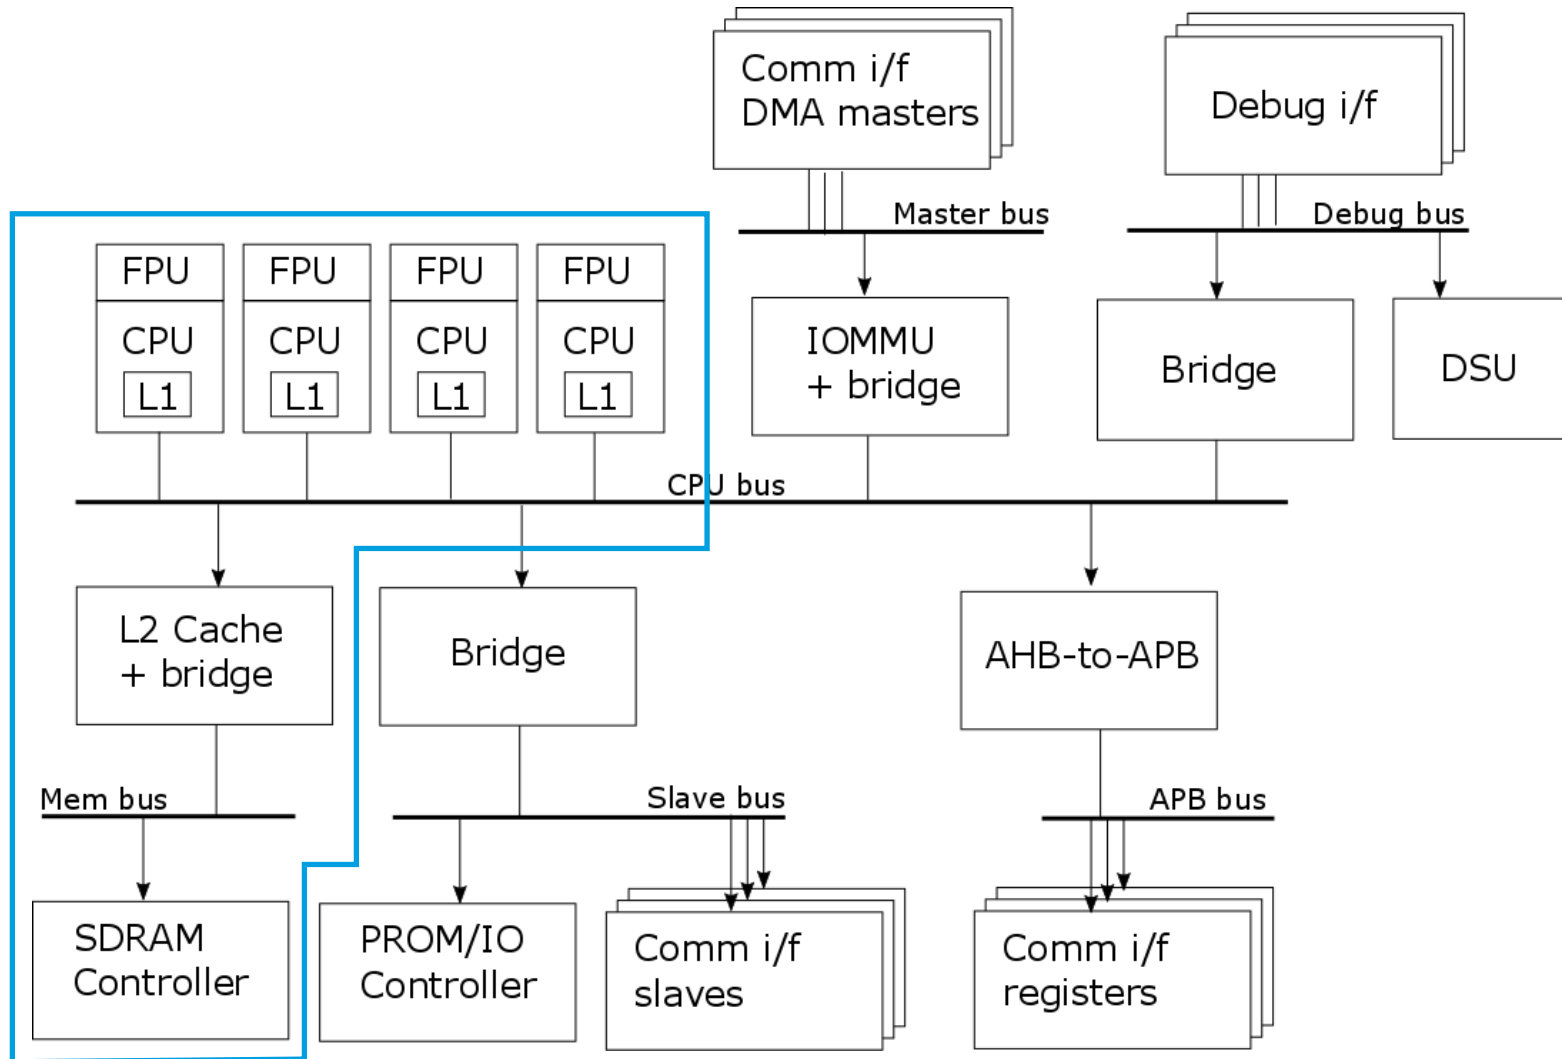 Comm i/f
DMA masters
Debug i/f
Master bus
Debug bus
FPU
FPU
FPU
FPU
CPU
CPU
CPU
CPU
L1
L1
L1
L1
IOMMU
+ bridge
Bridge
DSU
CPU bus
L2 Cache
+ bridge
Bridge
AHB-to-APB
Mem bus
Slave bus
APB bus
SDRAM
Controller
PROM/IO
Controller
Comm i/f
slaves
Comm i/f
registers